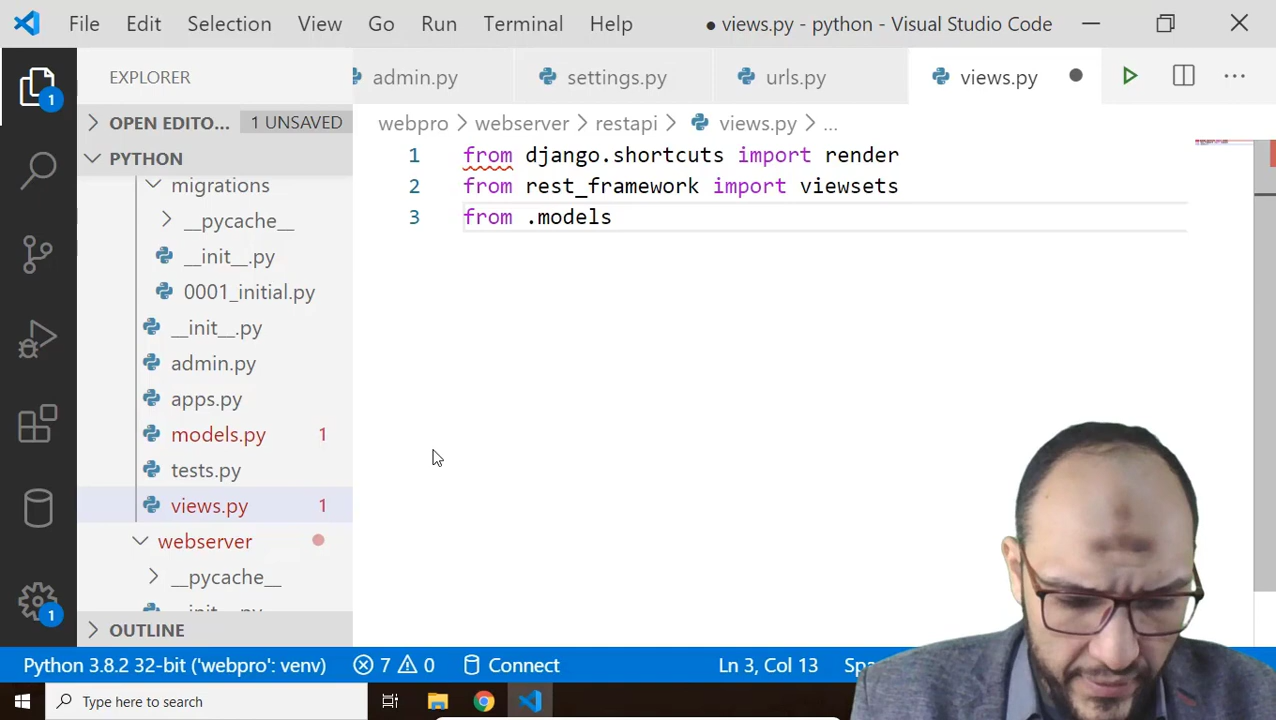 File Edit Selection View Go Run Terminal Help ● views.py - python - Visual Studio Code
EXPLORER
admin.py settings.py urls.py views.py
OPEN EDITO... 1 UNSAVED
webpro > webserver > restapi > views.py > ...
PYTHON
migrations
__pycache__
__init__.py
0001_initial.py
__init__.py
admin.py
apps.py
models.py 1
tests.py
views.py 1
webserver
__pycache__
__init__.py
OUTLINE
1
1
1 from django.shortcuts import render
2 from rest_framework import viewsets
3 from .models
Python 3.8.2 32-bit ('webpro': venv) 7 0 Connect Ln 3, Col 13
Type here to search